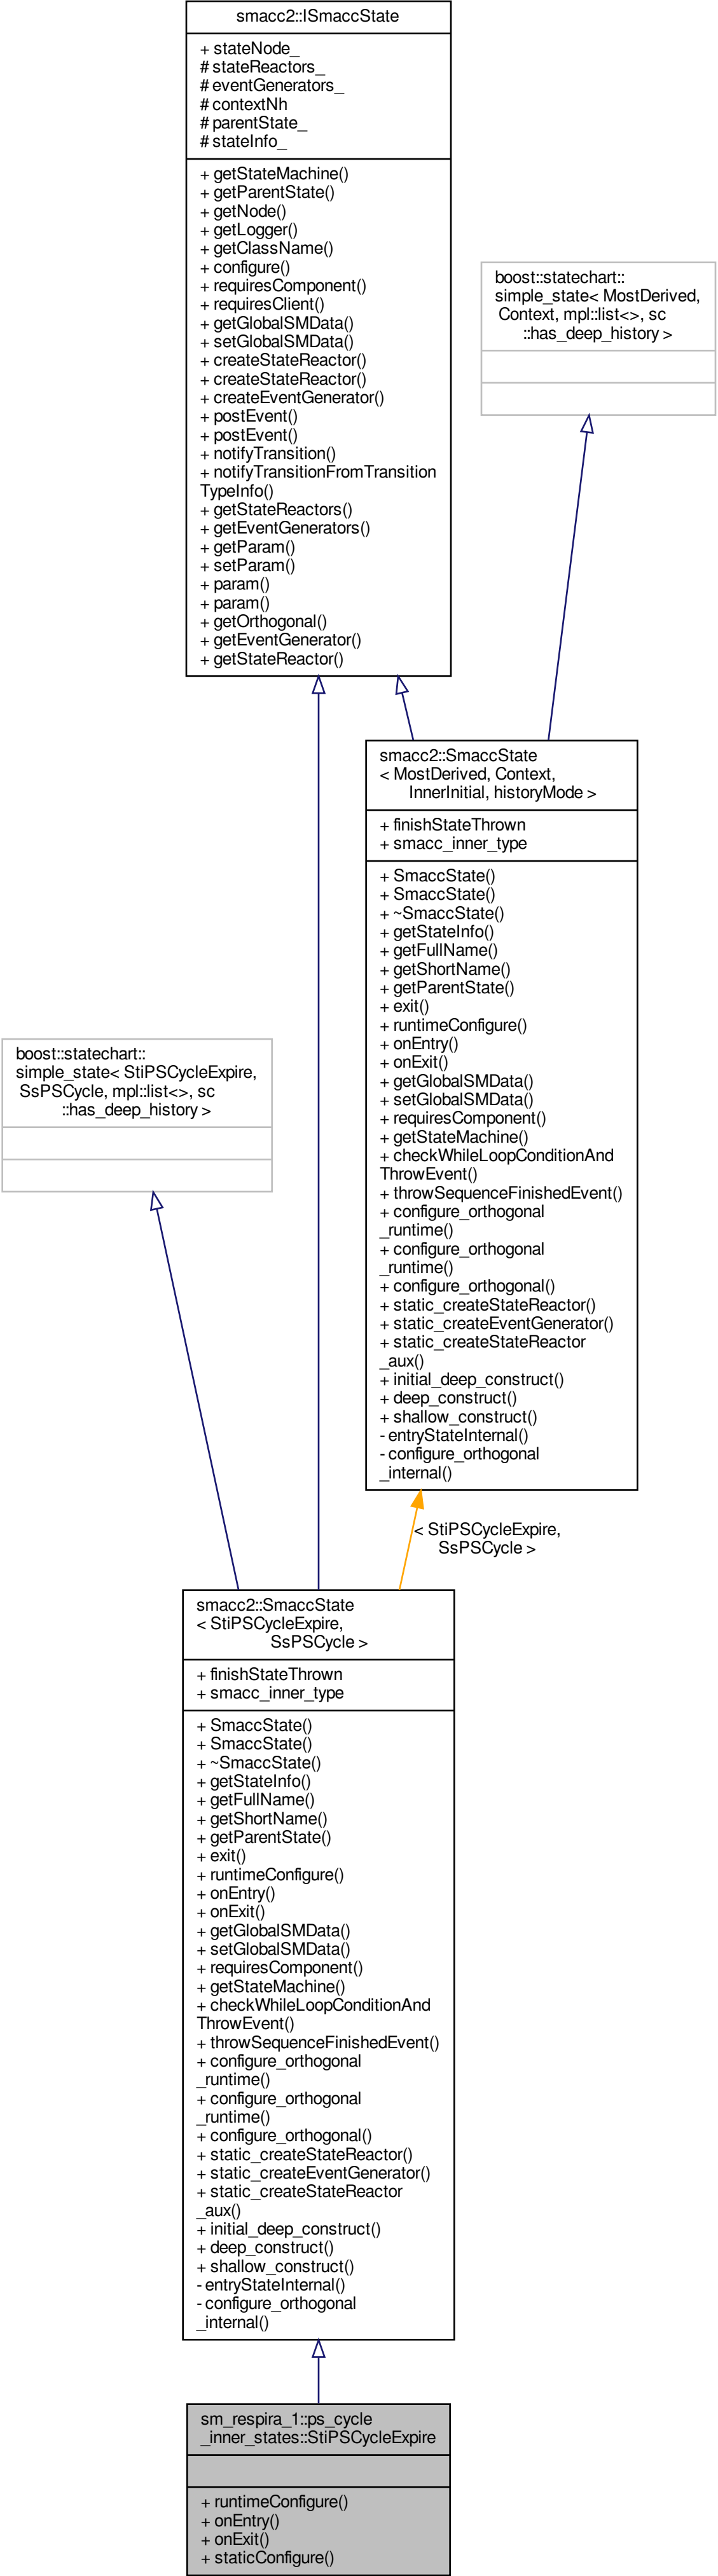 smacc2::ISmaccState
+ stateNode_
# stateReactors_
# eventGenerators_
# contextNh
# parentState_
# stateInfo_
+ getStateMachine()
+ getParentState()
+ getNode()
+ getLogger()
+ getClassName()
+ configure()
+ requiresComponent()
+ requiresClient()
+ getGlobalSMData()
+ setGlobalSMData()
+ createStateReactor()
+ createStateReactor()
+ createEventGenerator()
+ postEvent()
+ postEvent()
+ notifyTransition()
+ notifyTransitionFromTransition
TypeInfo()
+ getStateReactors()
+ getEventGenerators()
+ getParam()
+ setParam()
+ param()
+ param()
+ getOrthogonal()
+ getEventGenerator()
+ getStateReactor()
boost::statechart::
simple_state< MostDerived,
Context, mpl::list<>, sc
::has_deep_history >
smacc2::SmaccState
< MostDerived, Context,
InnerInitial, historyMode >
+ finishStateThrown
+ smacc_inner_type
+ SmaccState()
+ SmaccState()
+ ~SmaccState()
+ getStateInfo()
+ getFullName()
+ getShortName()
+ getParentState()
+ exit()
+ runtimeConfigure()
+ onEntry()
+ onExit()
+ getGlobalSMData()
+ setGlobalSMData()
+ requiresComponent()
+ getStateMachine()
+ checkWhileLoopConditionAnd
ThrowEvent()
+ throwSequenceFinishedEvent()
+ configure_orthogonal
_runtime()
+ configure_orthogonal
_runtime()
+ configure_orthogonal()
+ static_createStateReactor()
+ static_createEventGenerator()
+ static_createStateReactor
_aux()
+ initial_deep_construct()
+ deep_construct()
+ shallow_construct()
- entryStateInternal()
- configure_orthogonal
_internal()
boost::statechart::
simple_state< StiPSCycleExpire,
SsPSCycle, mpl::list<>, sc
::has_deep_history >
< StiPSCycleExpire,
SsPSCycle >
smacc2::SmaccState
< StiPSCycleExpire,
SsPSCycle >
+ finishStateThrown
+ smacc_inner_type
+ SmaccState()
+ SmaccState()
+ ~SmaccState()
+ getStateInfo()
+ getFullName()
+ getShortName()
+ getParentState()
+ exit()
+ runtimeConfigure()
+ onEntry()
+ onExit()
+ getGlobalSMData()
+ setGlobalSMData()
+ requiresComponent()
+ getStateMachine()
+ checkWhileLoopConditionAnd
ThrowEvent()
+ throwSequenceFinishedEvent()
+ configure_orthogonal
_runtime()
+ configure_orthogonal
_runtime()
+ configure_orthogonal()
+ static_createStateReactor()
+ static_createEventGenerator()
+ static_createStateReactor
_aux()
+ initial_deep_construct()
+ deep_construct()
+ shallow_construct()
- entryStateInternal()
- configure_orthogonal
_internal()
sm_respira_1::ps_cycle
_inner_states::StiPSCycleExpire
+ runtimeConfigure()
+ onEntry()
+ onExit()
+ staticConfigure()